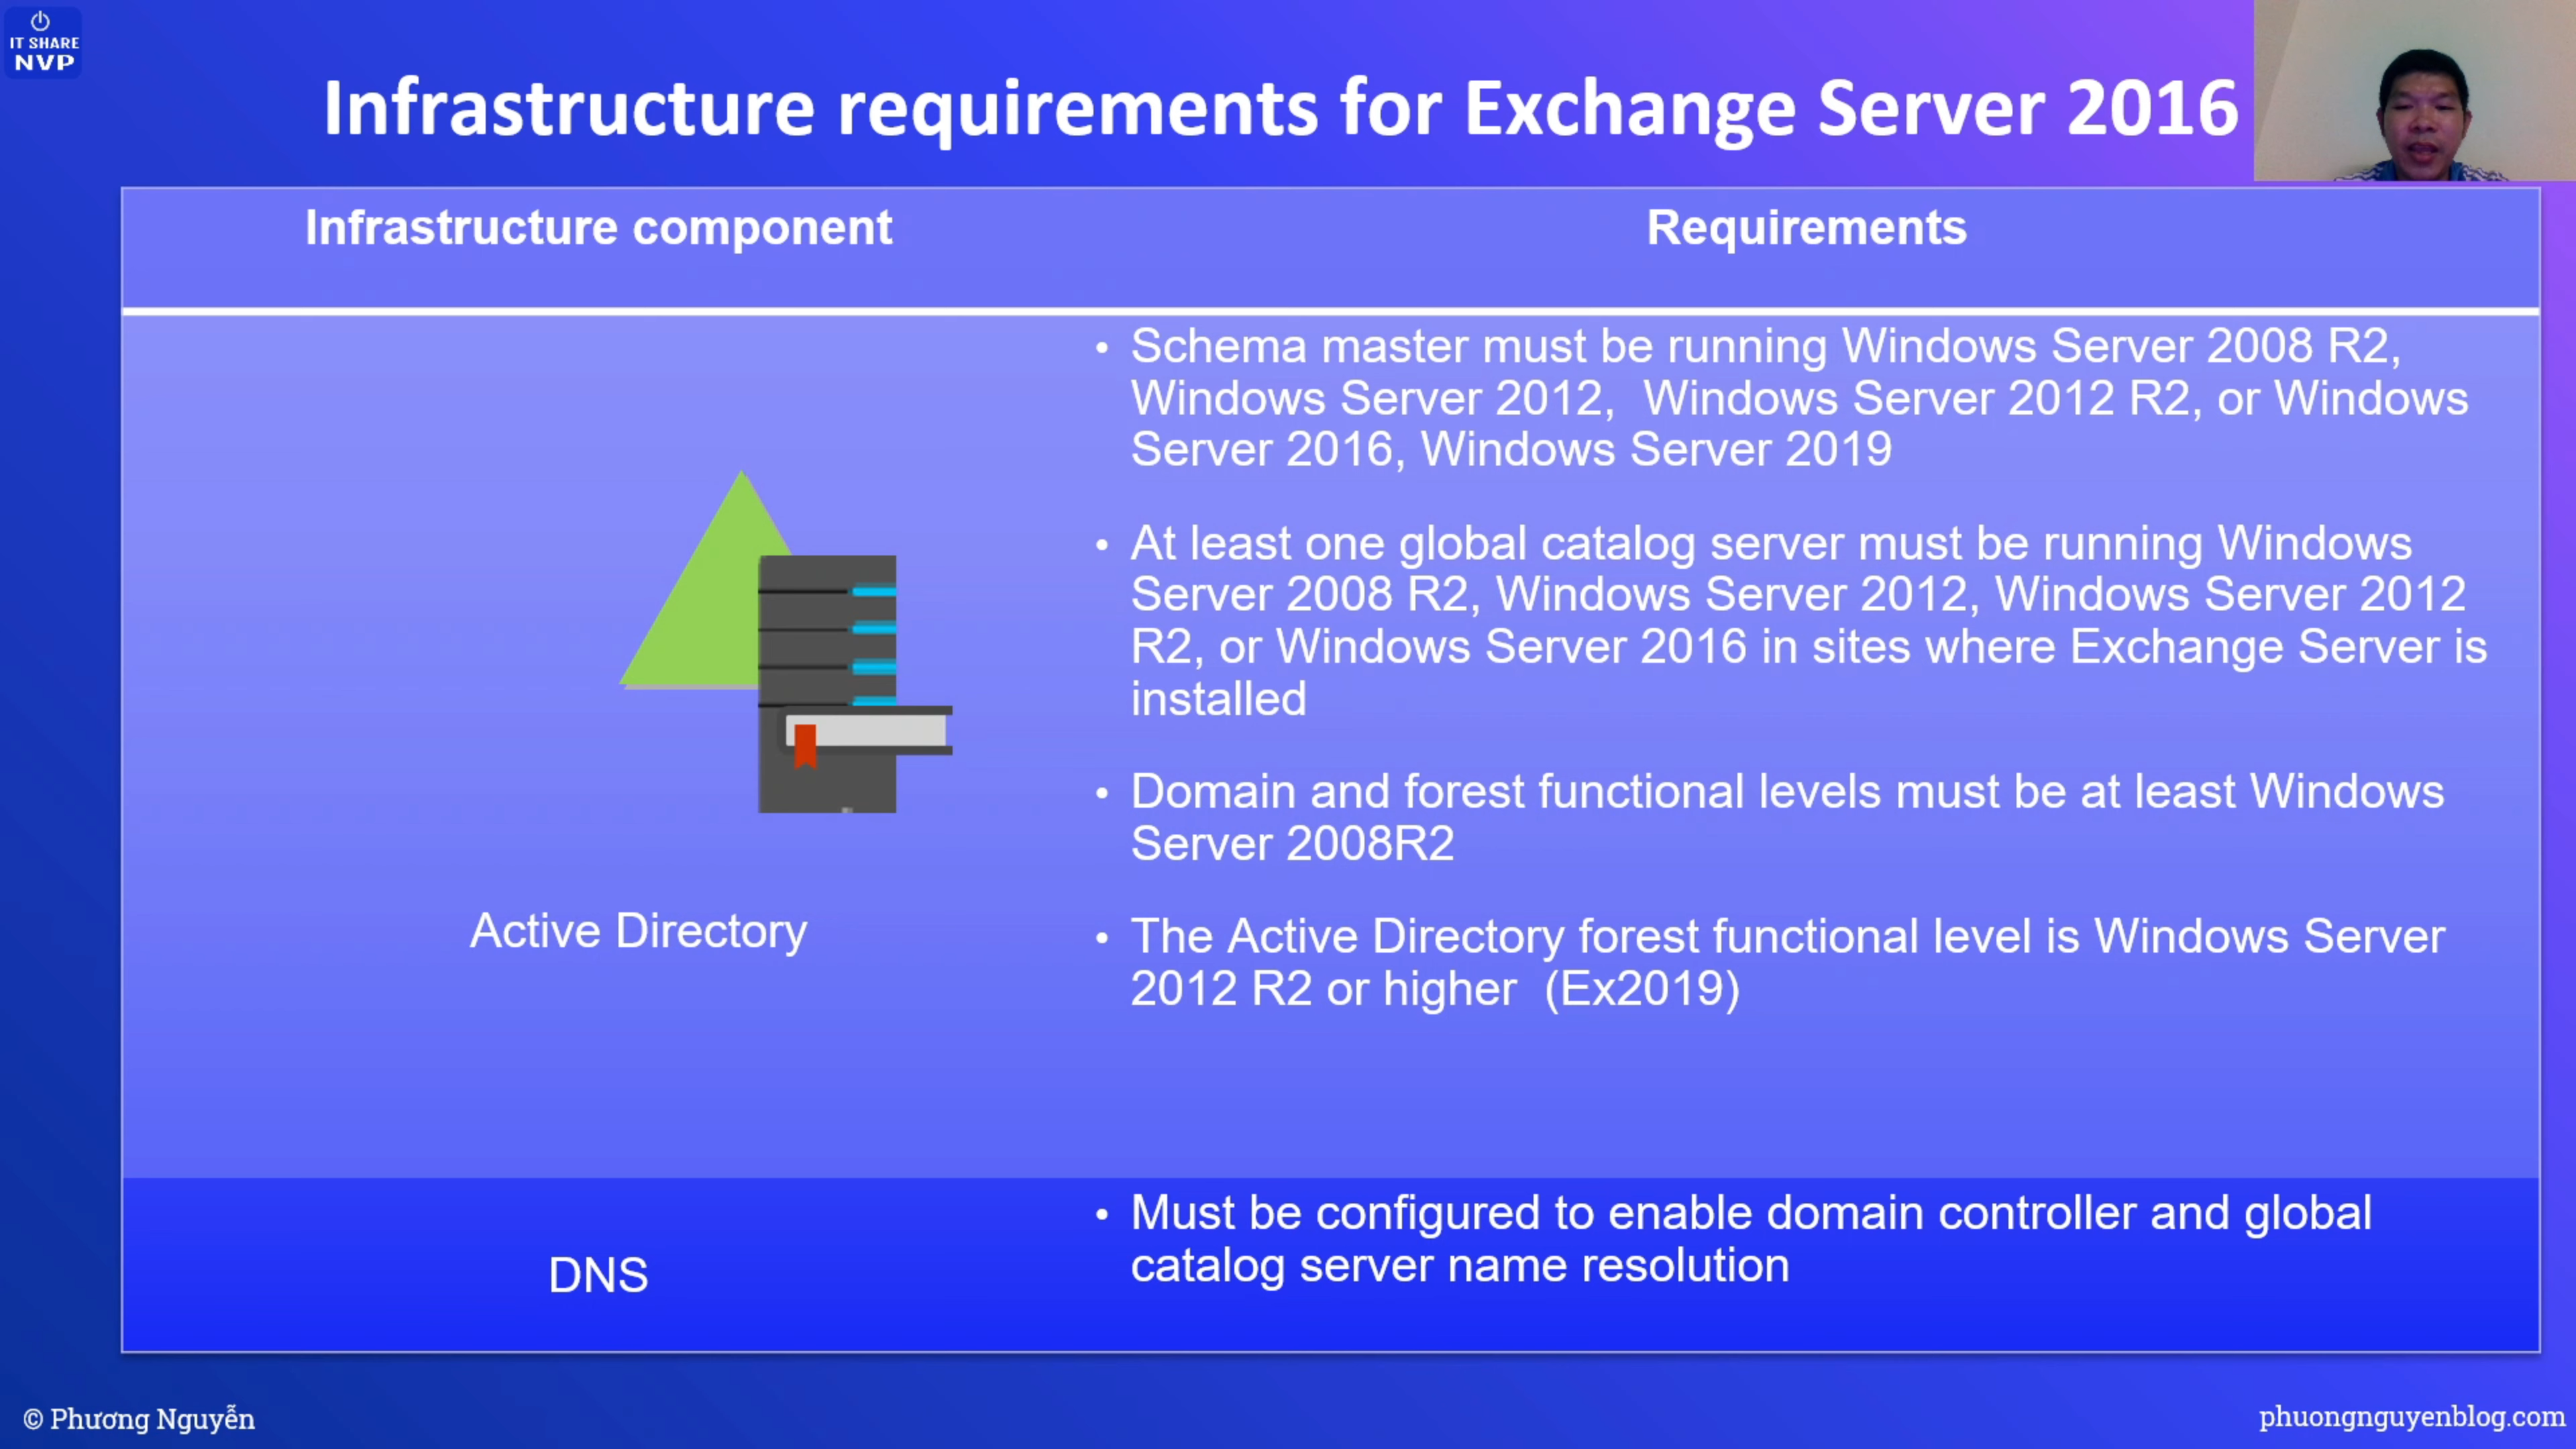 IT SHARE
NVP
Infrastructure requirements for Exchange Server 2016
Infrastructure component
Requirements
• Schema master must be running Windows Server 2008 R2,
Windows Server 2012, Windows Server 2012 R2, or Windows
Server 2016, Windows Server 2019
• At least one global catalog server must be running Windows
Server 2008 R2, Windows Server 2012, Windows Server 2012
R2, or Windows Server 2016 in sites where Exchange Server is
installed
• Domain and forest functional levels must be at least Windows
Server 2008R2
Active Directory
• The Active Directory forest functional level is Windows Server
2012 R2 or higher (Ex2019)
• Must be configured to enable domain controller and global
catalog server name resolution
DNS
© Phương Nguyễn
phuongnguyenblog.com